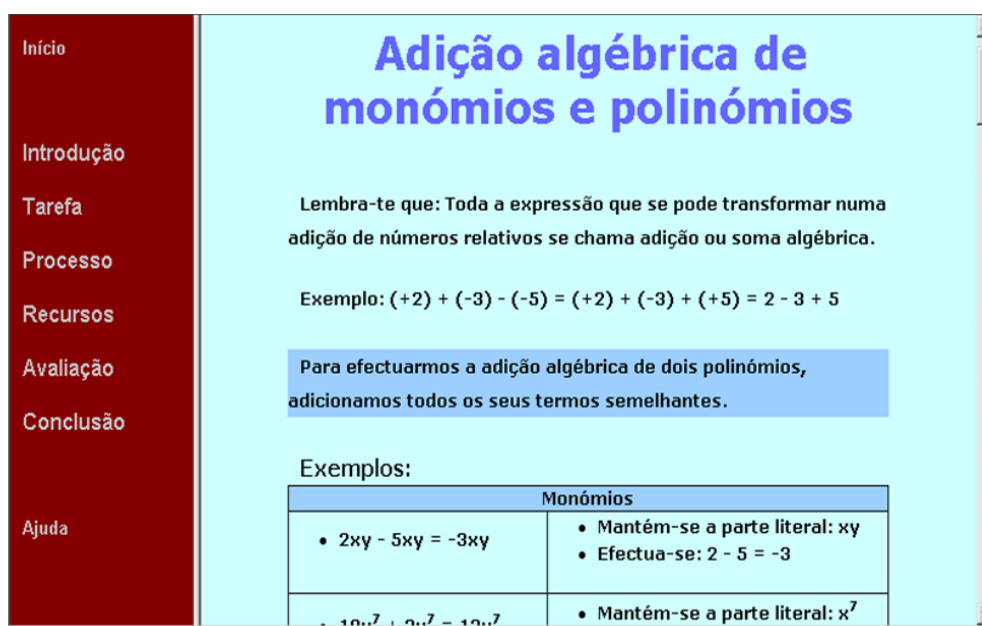 Início
Introdução
Tarefa
Processo
Recursos
Avaliação
Conclusão
Ajuda
Adição algébrica de
monómios e polinómios
Lembra-te que: Toda a expressão que se pode transformar numa
adição de números relativos se chama adição ou soma algébrica.
Exemplo: (+2) + (-3) - (-5) = (+2) + (-3) + (+5) = 2 - 3 + 5
Para efectuarmos a adição algébrica de dois polinómios,
adicionamos todos os seus termos semelhantes.
Exemplos:
Monómios
• 2xy - 5xy = -3xy
• Mantém-se a parte literal: xy
• Efectua-se: 2 - 5 = -3
• Mantém-se a parte literal: x⁷